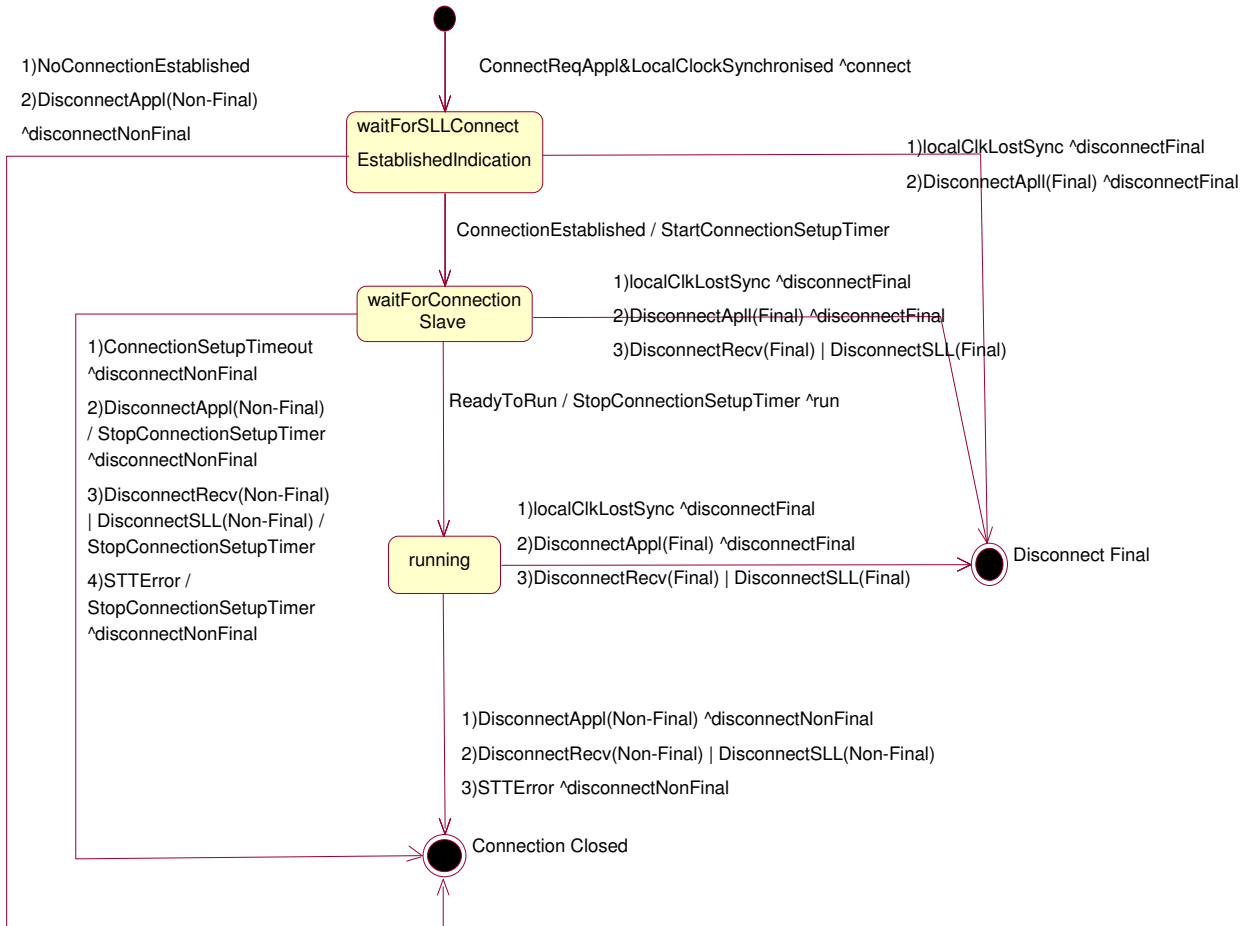 1)NoConnectionEstablished
2)DisconnectAppl(Non-Final)
^disconnectNonFinal
ConnectReqAppl&LocalClockSynchronised ^connect
waitForSLLConnect
EstablishedIndication
1)localClkLostSync ^disconnectFinal
2)DisconnectApll(Final) ^disconnectFinal
ConnectionEstablished / StartConnectionSetupTimer
waitForConnection
Slave
1)localClkLostSync ^disconnectFinal
2)DisconnectApll(Final) ^disconnectFinal
3)DisconnectRecv(Final) | DisconnectSLL(Final)
1)ConnectionSetupTimeout
^disconnectNonFinal
2)DisconnectAppl(Non-Final)
/ StopConnectionSetupTimer
^disconnectNonFinal
3)DisconnectRecv(Non-Final)
| DisconnectSLL(Non-Final) /
StopConnectionSetupTimer
4)STTError /
StopConnectionSetupTimer
^disconnectNonFinal
ReadyToRun / StopConnectionSetupTimer ^run
running
1)localClkLostSync ^disconnectFinal
2)DisconnectAppl(Final) ^disconnectFinal
3)DisconnectRecv(Final) | DisconnectSLL(Final)
Disconnect Final
1)DisconnectAppl(Non-Final) ^disconnectNonFinal
2)DisconnectRecv(Non-Final) | DisconnectSLL(Non-Final)
3)STTError ^disconnectNonFinal
Connection Closed